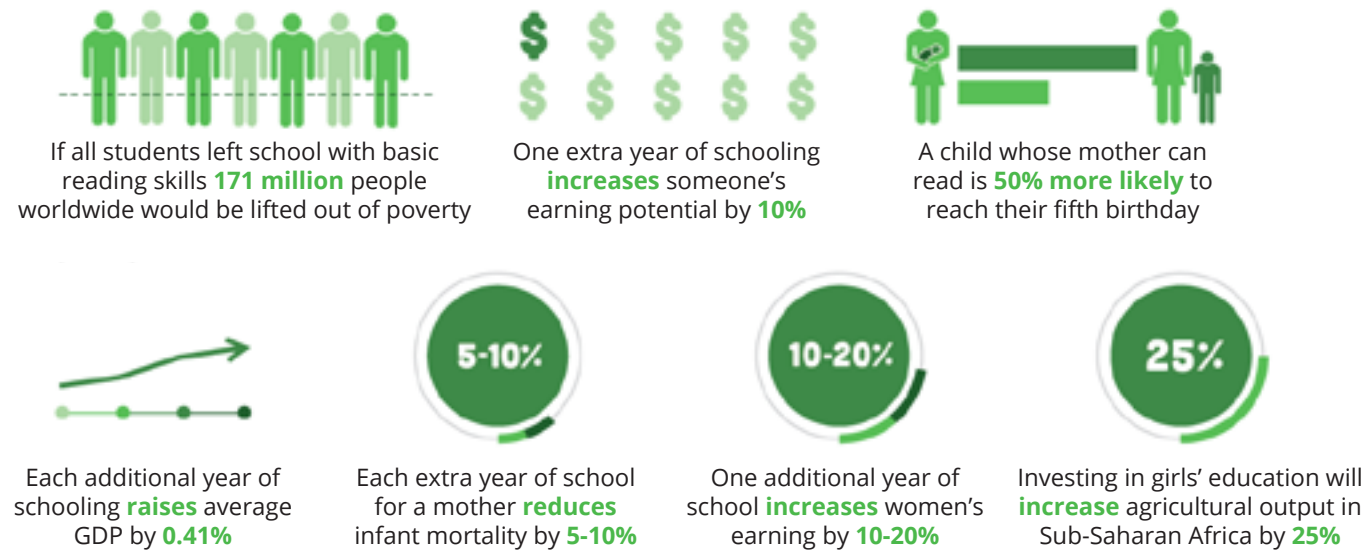 $ $ $ $ $
$ $ $ $ $
If all students left school with basic
reading skills 171 million people
worldwide would be lifted out of poverty
One extra year of schooling
increases someone’s
earning potential by 10%
A child whose mother can
read is 50% more likely to
reach their fifth birthday
Each additional year of
schooling raises average
GDP by 0.41%
5-10%
Each extra year of school
for a mother reduces
infant mortality by 5-10%
10-20%
One additional year of
school increases women’s
earning by 10-20%
25%
Investing in girls’ education will
increase agricultural output in
Sub-Saharan Africa by 25%